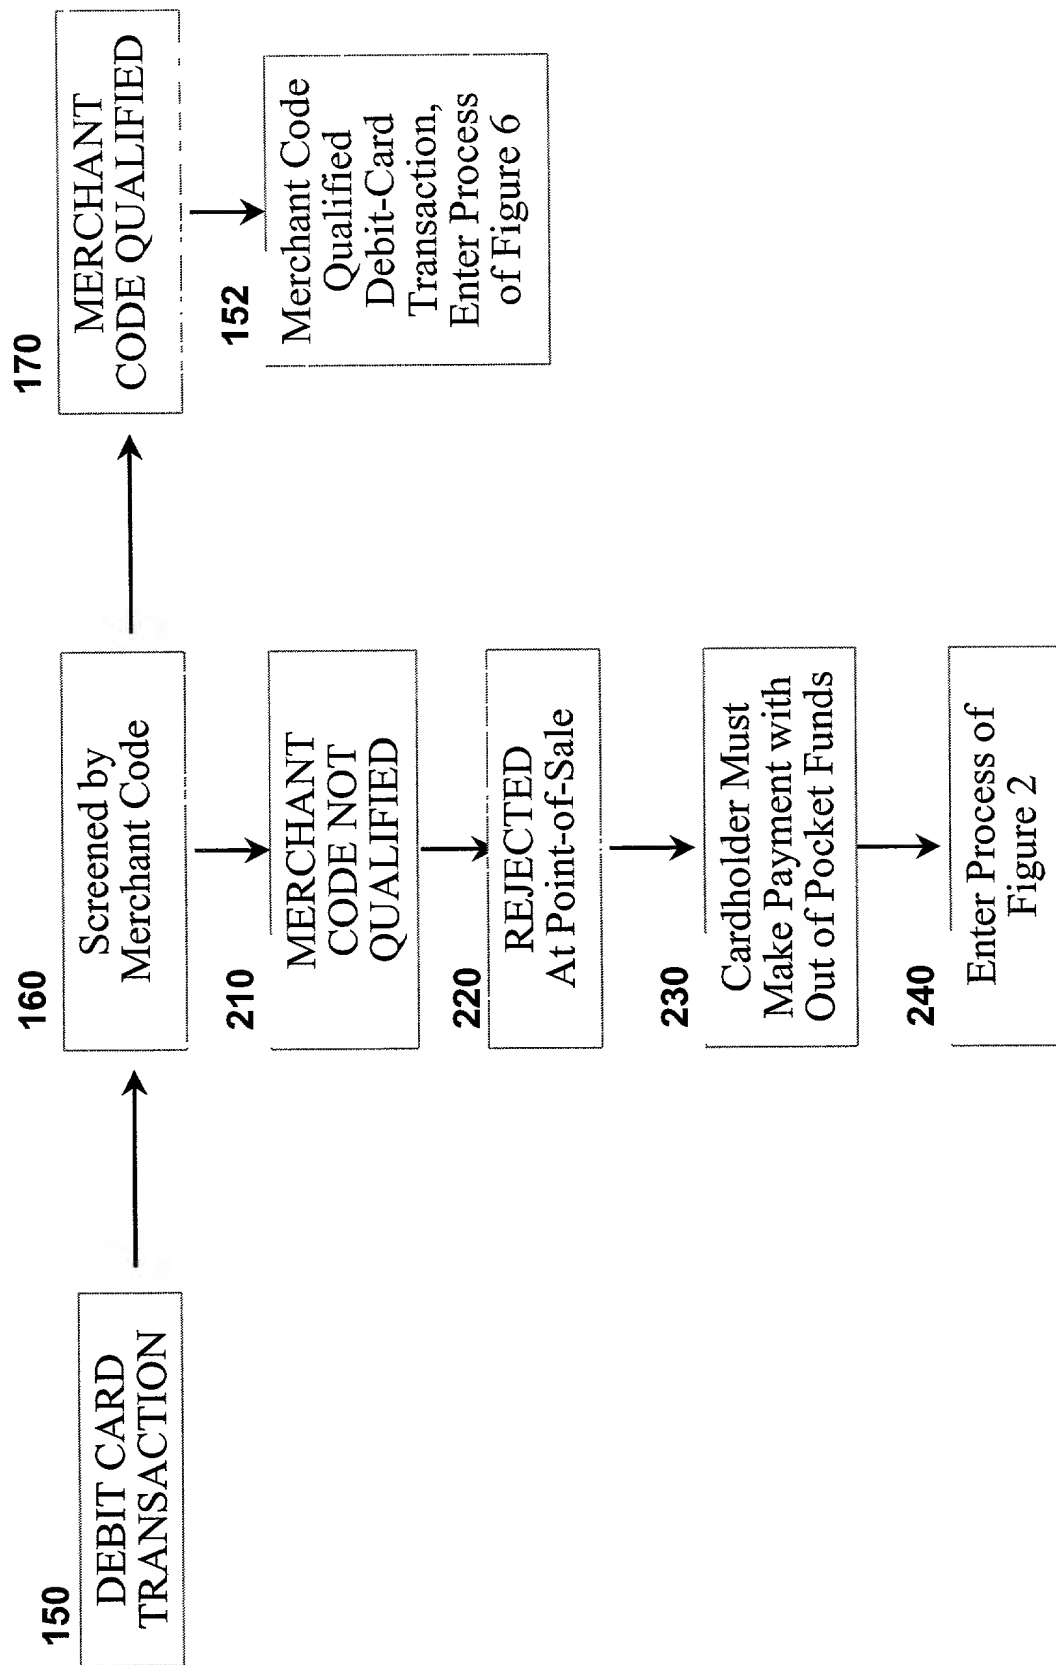 150
DEBIT CARD
TRANSACTION
160
Screened by
Merchant Code
170
MERCHANT
CODE QUALIFIED
152
Merchant Code
Qualified
Debit-Card
Transaction,
Enter Process
of Figure 6
210
MERCHANT
CODE NOT
QUALIFIED
220
REJECTED
At Point-of-Sale
230
Cardholder Must
Make Payment with
Out of Pocket Funds
240
Enter Process of
Figure 2